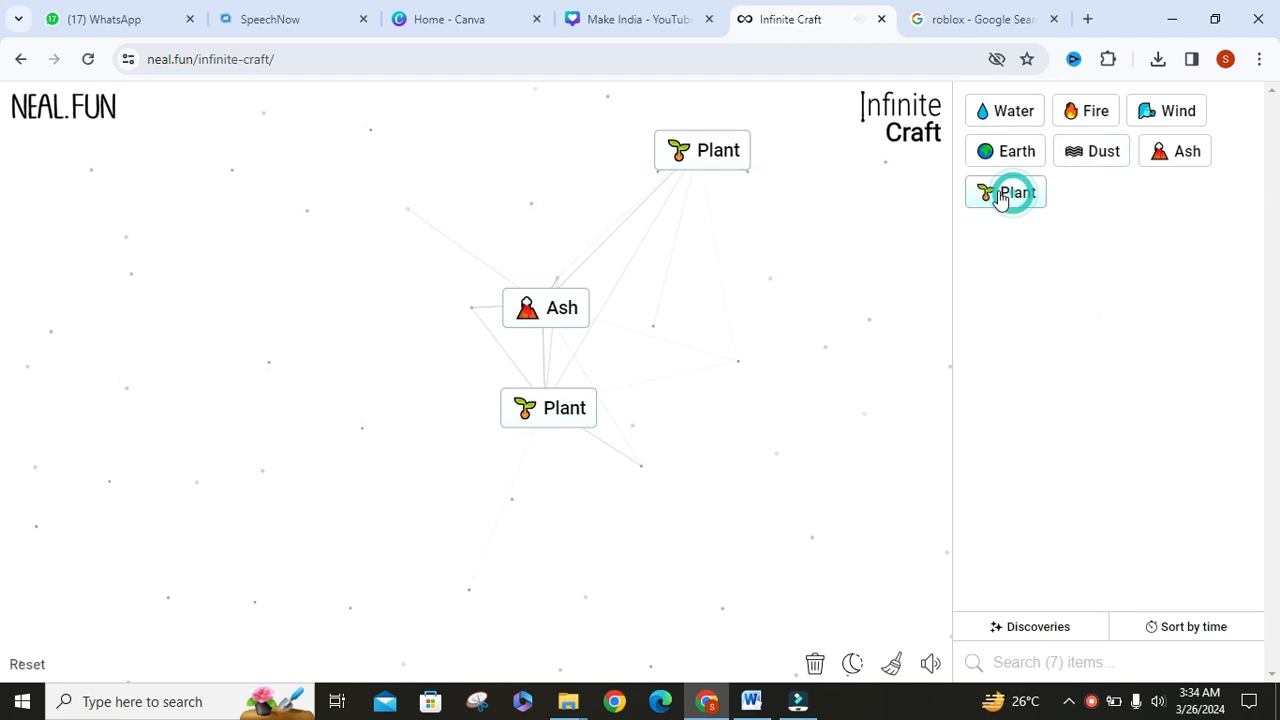 (17) WhatsApp
SpeechNow
Home - Canva
Make India - YouTube
Infinite Craft
roblox - Google Sear
neal.fun/infinite-craft/
NEAL.FUN
Infinite
Craft
Water
Fire
Wind
Earth
Dust
Ash
Plant
Plant
Ash
Plant
Discoveries
Sort by time
Reset
Search (7) items...
Type here to search
26°C
3:34 AM
3/26/2024